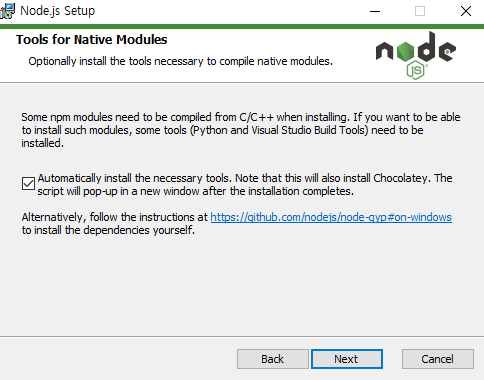 Node.js Setup
Tools for Native Modules
Optionally install the tools necessary to compile native modules.
node
JS
Some npm modules need to be compiled from C/C++ when installing. If you want to be able
to install such modules, some tools (Python and Visual Studio Build Tools) need to be
installed.
Automatically install the necessary tools. Note that this will also install Chocolatey. The
script will pop-up in a new window after the installation completes.
Alternatively, follow the instructions at https://github.com/nodejs/node-gyp#on-windows
to install the dependencies yourself.
Back Next Cancel